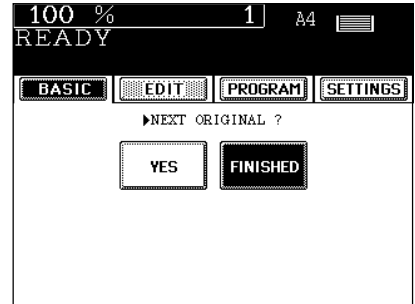 100 % 1 A4
READY
BASIC EDIT PROGRAM SETTINGS
▶NEXT ORIGINAL ?
YES FINISHED